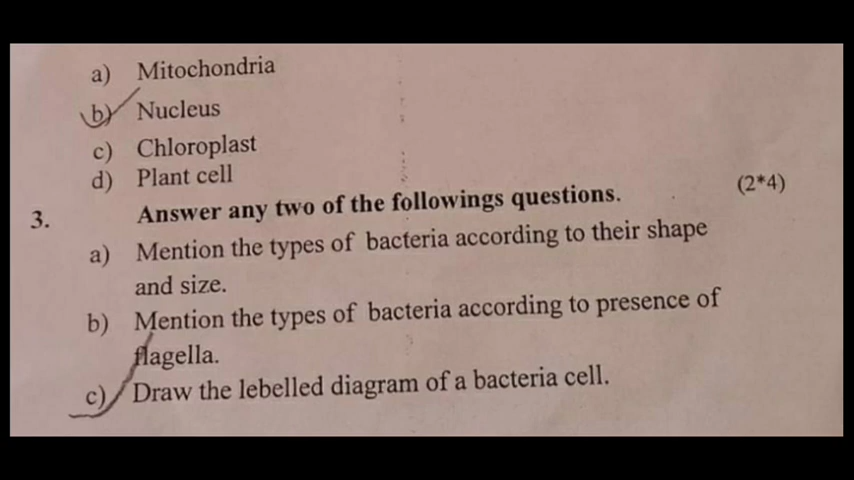 a) Mitochondria
b) Nucleus
c) Chloroplast
d) Plant cell
3. Answer any two of the followings questions. (2*4)
a) Mention the types of bacteria according to their shape
and size.
b) Mention the types of bacteria according to presence of
flagella.
c) Draw the lebelled diagram of a bacteria cell.